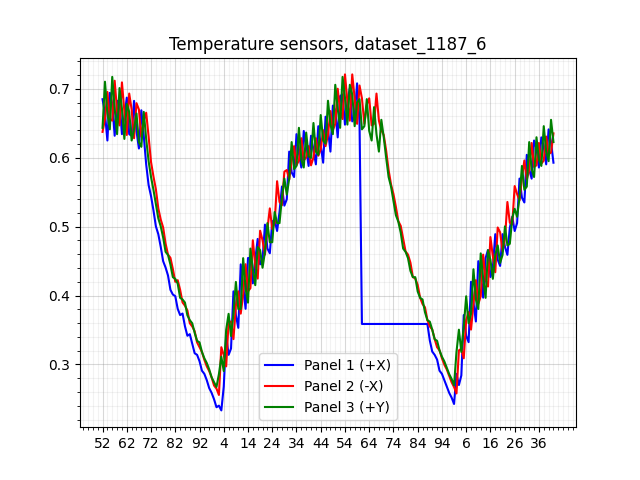 Temperature sensors, dataset_1187_6
0.7
0.6
0.5
0.4
0.3
Panel 1 (+X)
Panel 2 (-X)
Panel 3 (+Y)
52 62 72 82 92 4 14 24 34 44 54 64 74 84 94 6 16 26 36